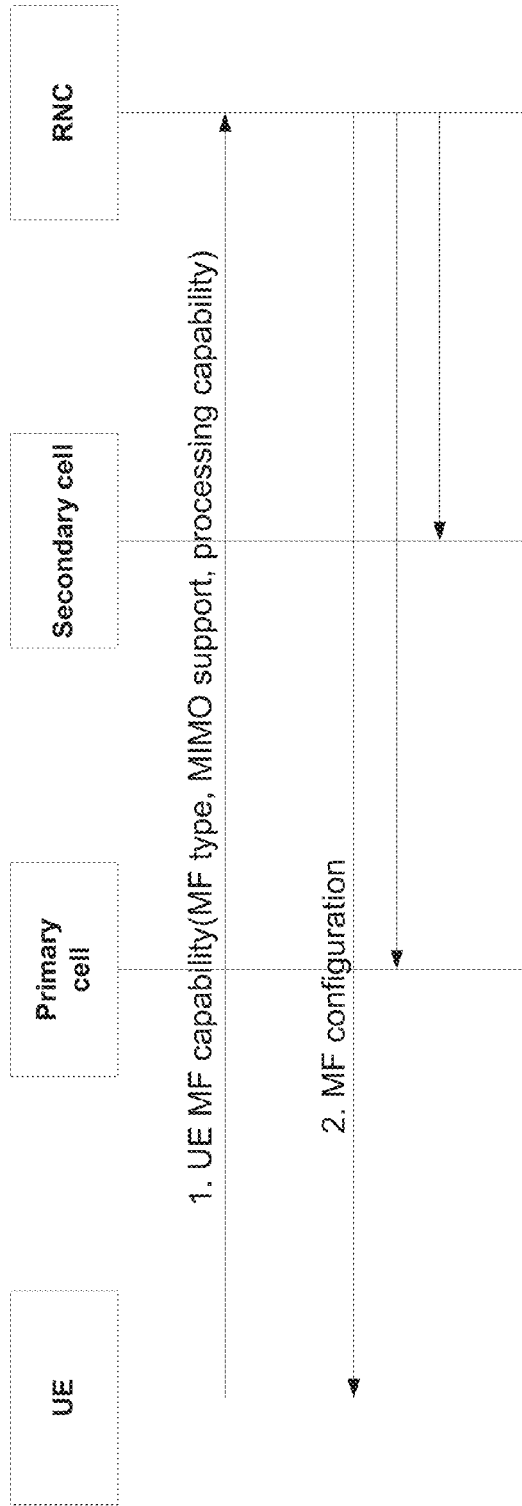 UE
Primary
cell
Secondary cell
RNC
1. UE MF capability(MF type, MIMO support, processing capability)
2. MF configuration